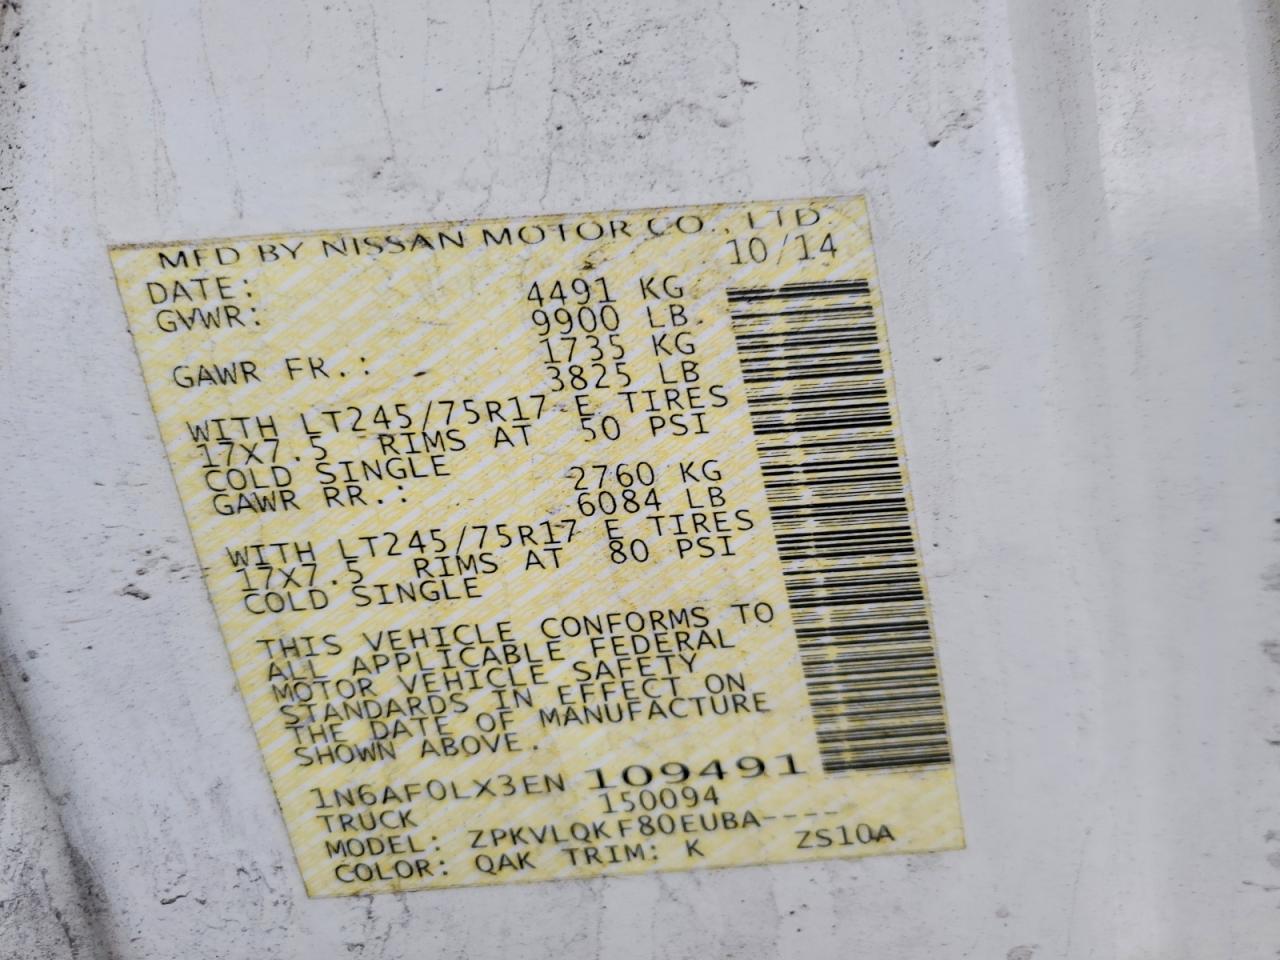 MFD BY NISSAN MOTOR CO., LTD.
DATE: 10/14
GVWR: 4491 KG
9900 LB
GAWR FR.: 1735 KG
3825 LB
WITH LT245/75R17 E TIRES
17X7.5 RIMS AT 50 PSI
COLD SINGLE
GAWR RR.: 2760 KG
6084 LB
WITH LT245/75R17 E TIRES
17X7.5 RIMS AT 80 PSI
COLD SINGLE
THIS VEHICLE CONFORMS TO
ALL APPLICABLE FEDERAL
MOTOR VEHICLE SAFETY
STANDARDS IN EFFECT ON
THE DATE OF MANUFACTURE
SHOWN ABOVE.
1N6AF0LX3EN 109491
TRUCK 150094
MODEL: ZPKVLQKF80EUBA----
COLOR: QAK TRIM: K ZS10A